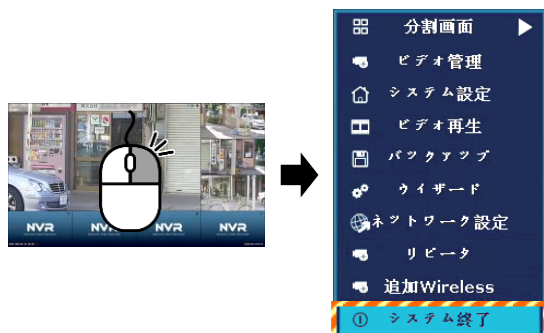 NVR
NVR
NVR
分割画面
ビデオ管理
システム設定
ビデオ再生
バックアップ
ウイザード
ネットワーク設定
リピータ
追加Wireless
システム終了